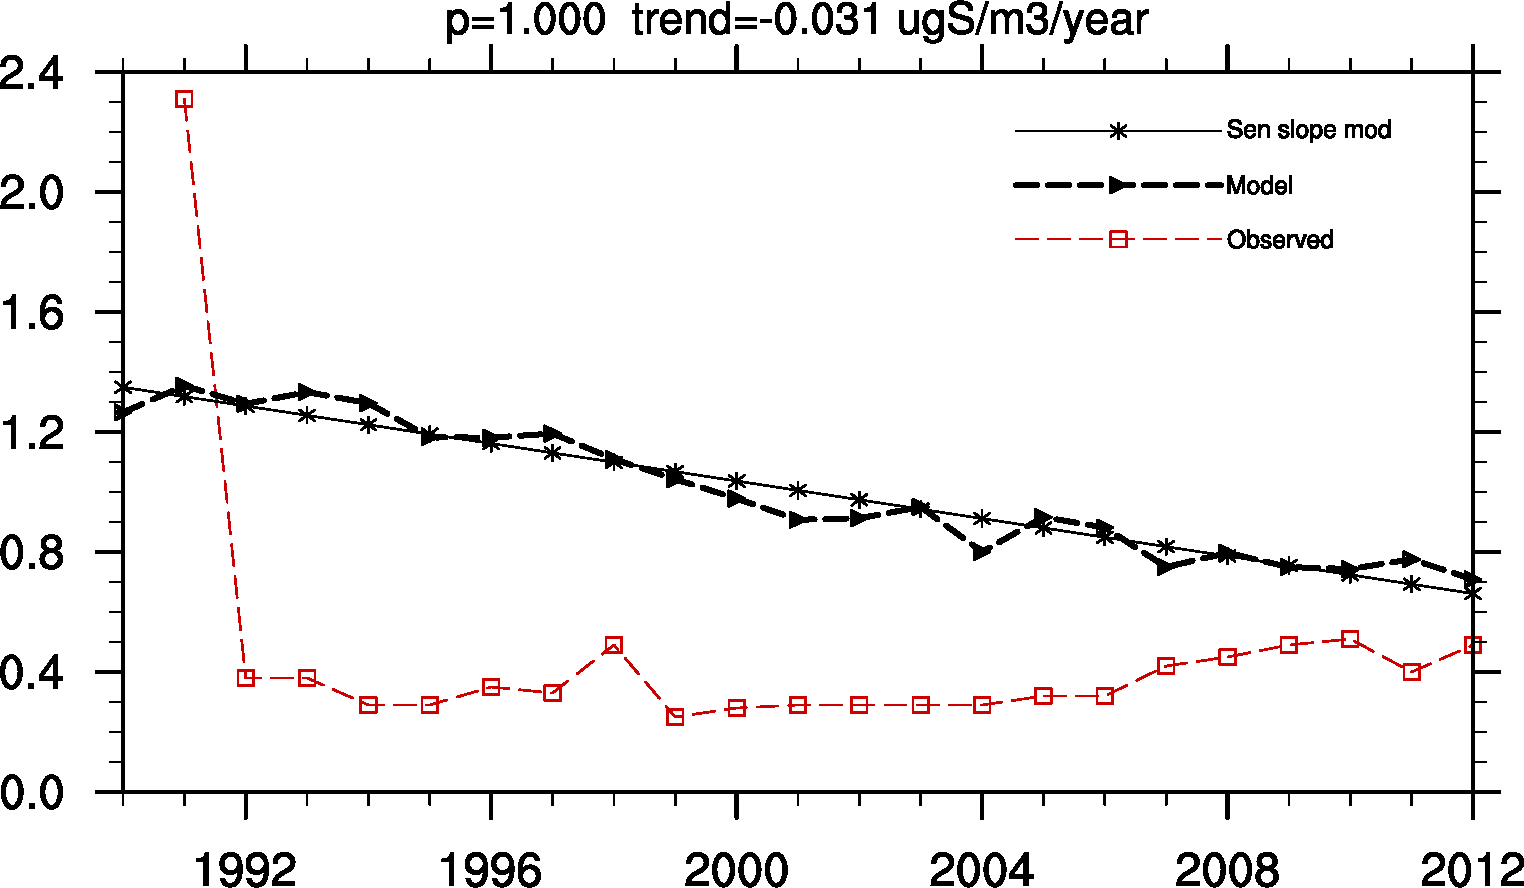 p=1.000 trend=-0.031 ugS/m3/year
2.4
2.0
1.6
1.2
0.8
0.4
0.0
Sen slope mod
Model
Observed
1992 1996 2000 2004 2008 2012